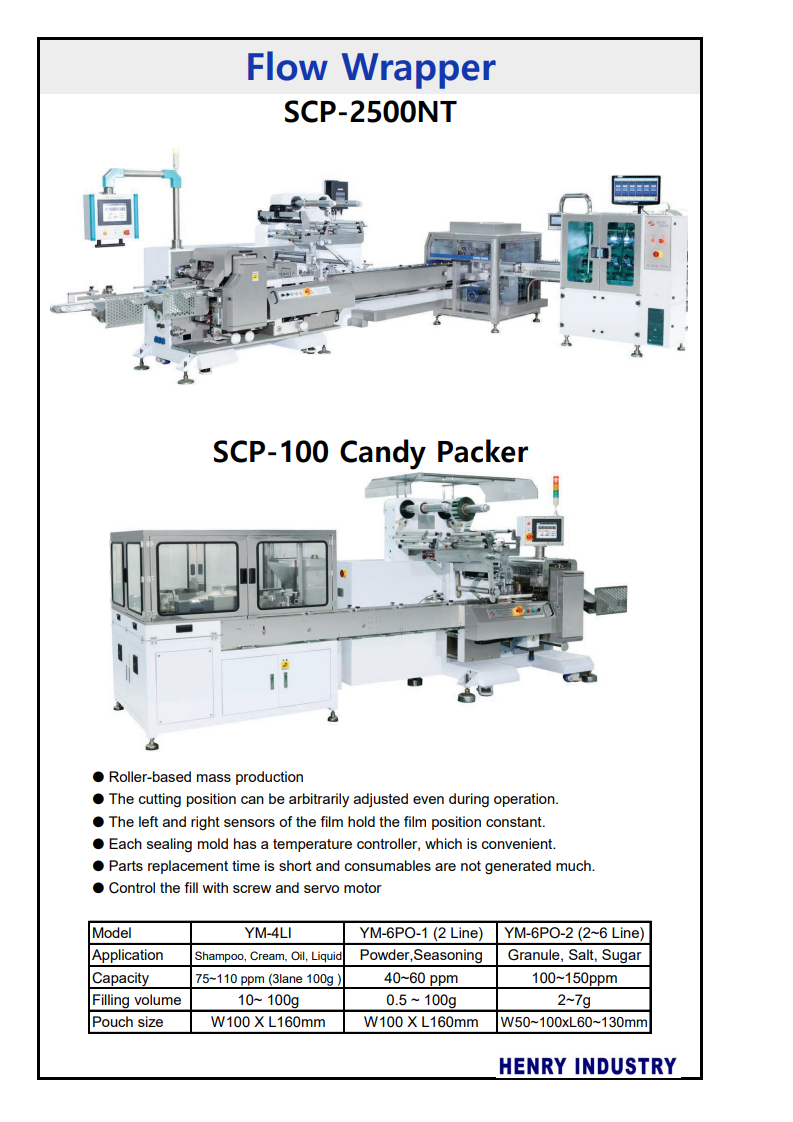 Flow Wrapper
SCP-2500NT
SCP-100 Candy Packer
● Roller-based mass production
● The cutting position can be arbitrarily adjusted even during operation.
● The left and right sensors of the film hold the film position constant.
● Each sealing mold has a temperature controller, which is convenient.
● Parts replacement time is short and consumables are not generated much.
● Control the fill with screw and servo motor
Model YM-4LI YM-6PO-1 (2 Line) YM-6PO-2 (2~6 Line)
Application Shampoo, Cream, Oil, Liquid Powder,Seasoning Granule, Salt, Sugar
Capacity 75~110 ppm (3lane 100g ) 40~60 ppm 100~150ppm
Filling volume 10~ 100g 0.5 ~ 100g 2~7g
Pouch size W100 X L160mm W100 X L160mm W50~100xL60~130mm
HENRY INDUSTRY